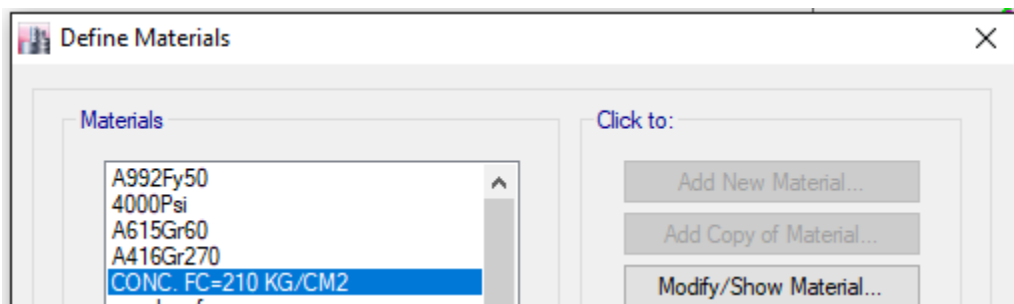 Define Materials
Materials
Click to:
A992Fy50
4000Psi
A615Gr60
A416Gr270
CONC. FC=210 KG/CM2
Add New Material...
Add Copy of Material...
Modify/Show Material...